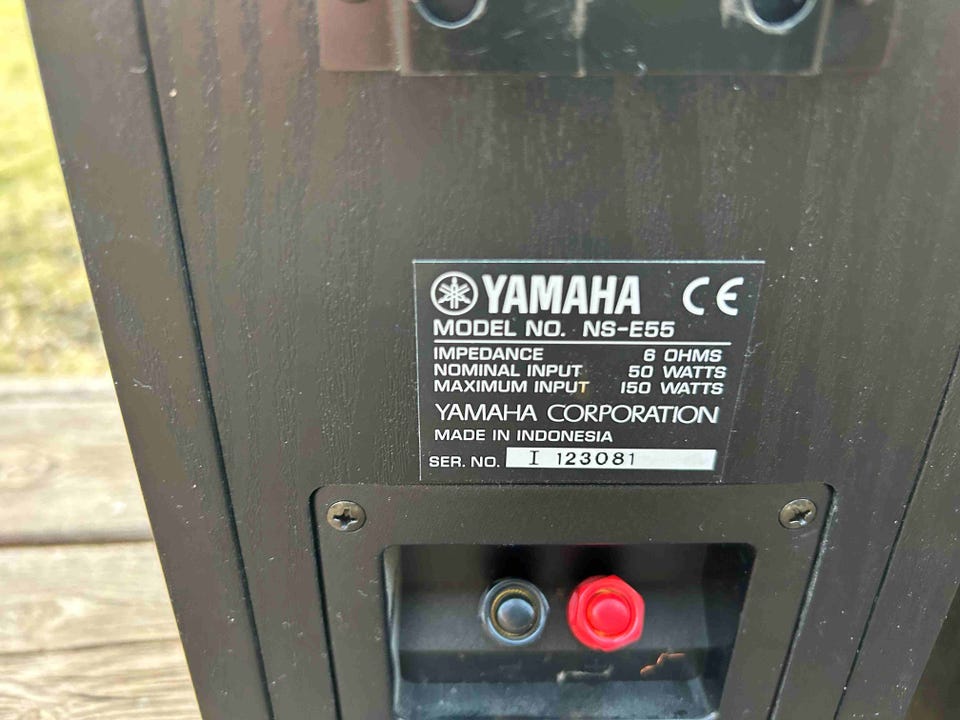 YAMAHA CE
MODEL NO. NS-E55
IMPEDANCE 6 OHMS
NOMINAL INPUT 50 WATTS
MAXIMUM INPUT 150 WATTS
YAMAHA CORPORATION
MADE IN INDONESIA
SER. NO. I 123081